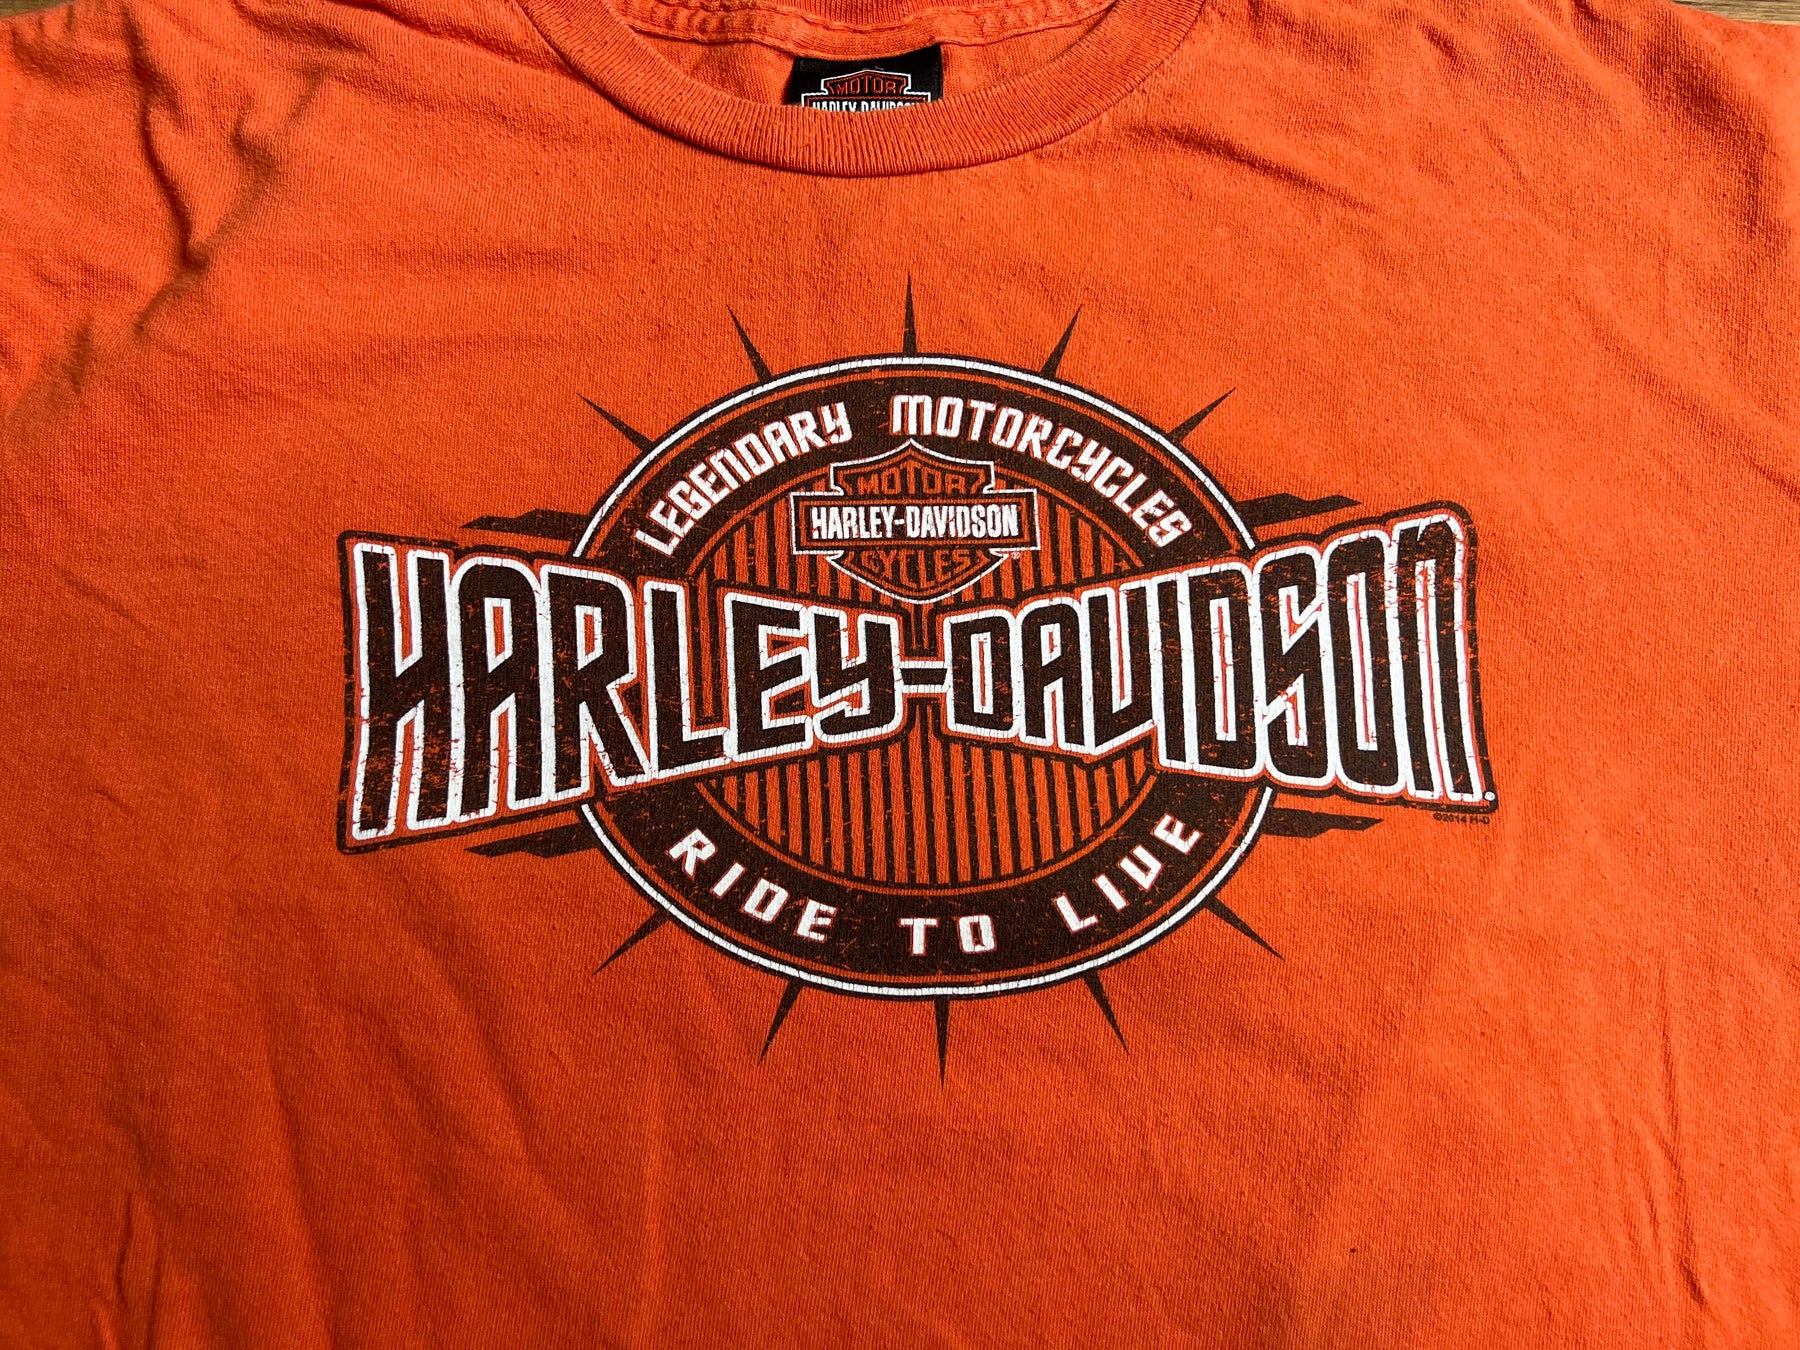 MOTOR
HARLEY-DAVIDSON
LEGENDARY MOTORCYCLES
MOTOR
HARLEY-DAVIDSON
CYCLES
®
HARLEY-DAVIDSON®
©2014 H-D
RIDE TO LIVE